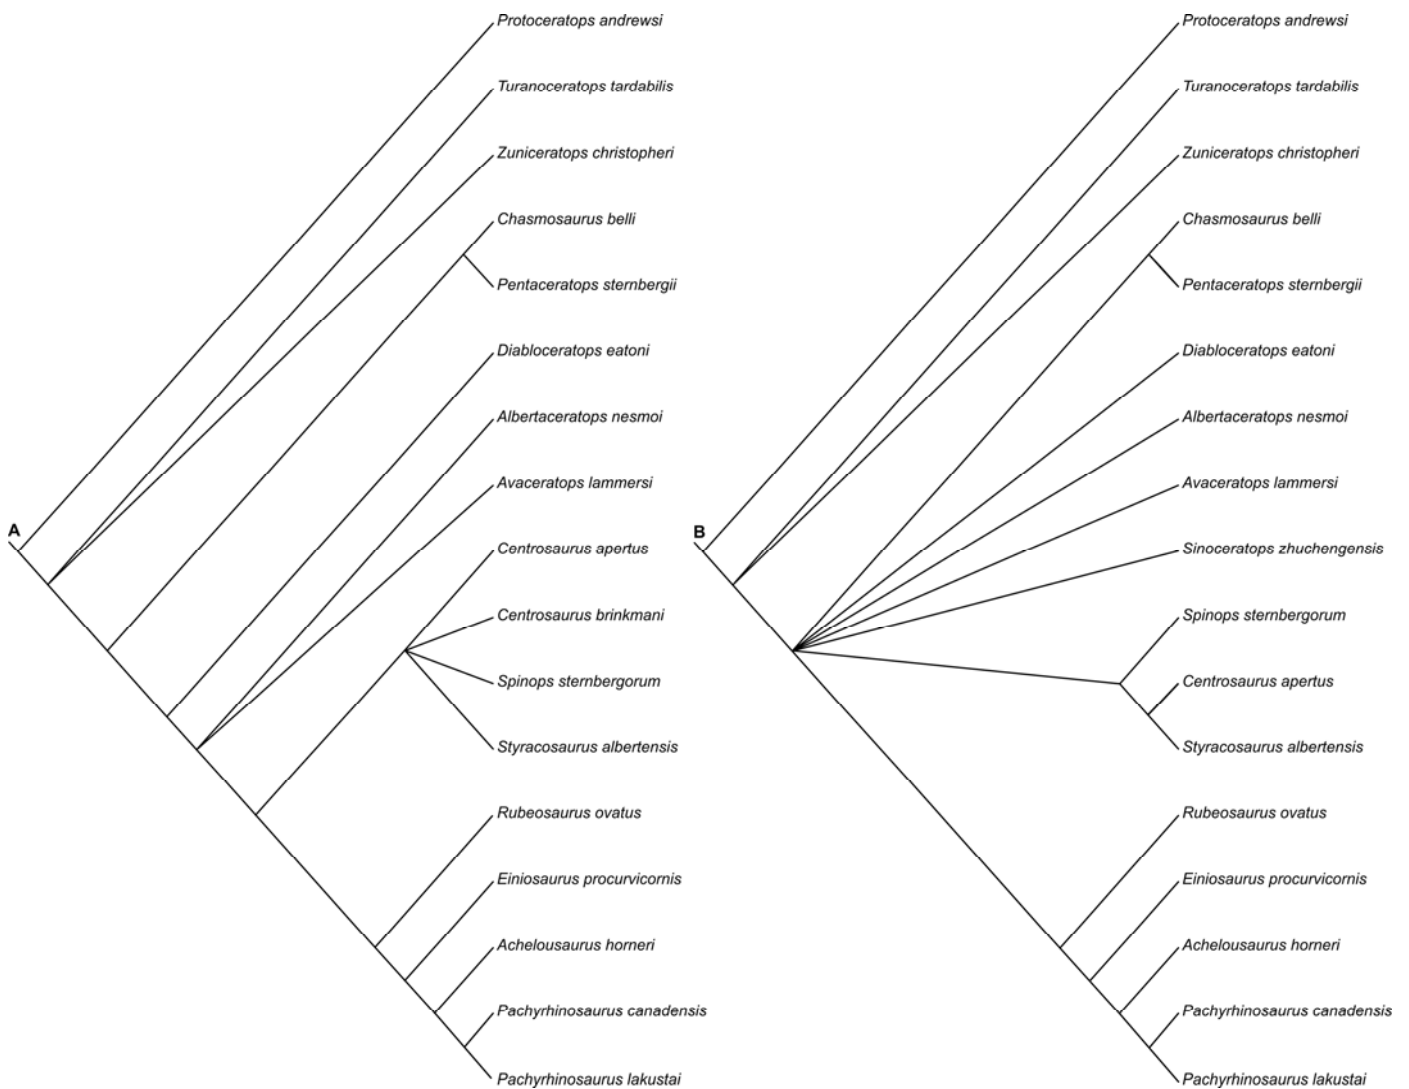 Protoceratops andrewsi
Turanoceratops tardabilis
Zuniceratops christopheri
Chasmosaurus belli
Pentaceratops sternbergii
Diabloceratops eatoni
Albertaceratops nesmoi
Avaceratops lammersi
A
Centrosaurus apertus
Centrosaurus brinkmani
Spinops sternbergorum
Styracosaurus albertensis
Rubeosaurus ovatus
Einiosaurus procurvicornis
Achelousaurus horneri
Pachyrhinosaurus canadensis
Pachyrhinosaurus lakustai
Protoceratops andrewsi
Turanoceratops tardabilis
Zuniceratops christopheri
Chasmosaurus belli
Pentaceratops sternbergii
Diabloceratops eatoni
Albertaceratops nesmoi
Avaceratops lammersi
B
Sinoceratops zhuchengensis
Spinops sternbergorum
Centrosaurus apertus
Styracosaurus albertensis
Rubeosaurus ovatus
Einiosaurus procurvicornis
Achelousaurus horneri
Pachyrhinosaurus canadensis
Pachyrhinosaurus lakustai